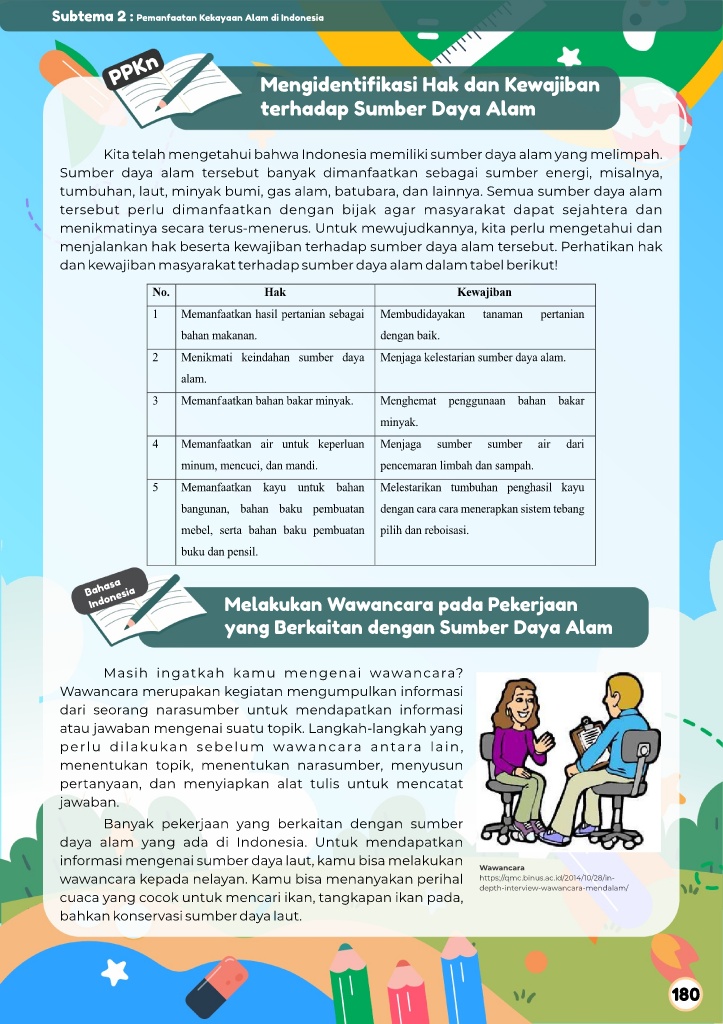 Subtema 2 : Pemanfaatan Kekayaan Alam di Indonesia
PPKn
Mengidentifikasi Hak dan Kewajiban
terhadap Sumber Daya Alam
Kita telah mengetahui bahwa Indonesia memiliki sumber daya alam yang melimpah.
Sumber daya alam tersebut banyak dimanfaatkan sebagai sumber energi, misalnya,
tumbuhan, laut, minyak bumi, gas alam, batubara, dan lainnya. Semua sumber daya alam
tersebut perlu dimanfaatkan dengan bijak agar masyarakat dapat sejahtera dan
menikmatinya secara terus-menerus. Untuk mewujudkannya, kita perlu mengetahui dan
menjalankan hak beserta kewajiban terhadap sumber daya alam tersebut. Perhatikan hak
dan kewajiban masyarakat terhadap sumber daya alam dalam tabel berikut!
No. Hak Kewajiban
1 Memanfaatkan hasil pertanian sebagai Membudidayakan tanaman pertanian
bahan makanan. dengan baik.
2 Menikmati keindahan sumber daya Menjaga kelestarian sumber daya alam.
alam.
3 Memanfaatkan bahan bakar minyak. Menghemat penggunaan bahan bakar
minyak.
4 Memanfaatkan air untuk keperluan Menjaga sumber sumber air dari
minum, mencuci, dan mandi. pencemaran limbah dan sampah.
5 Memanfaatkan kayu untuk bahan Melestarikan tumbuhan penghasil kayu
bangunan, bahan baku pembuatan dengan cara cara menerapkan sistem tebang
mebel, serta bahan baku pembuatan pilih dan reboisasi.
buku dan pensil.
Bahasa
Indonesia
Melakukan Wawancara pada Pekerjaan
yang Berkaitan dengan Sumber Daya Alam
Masih ingatkah kamu mengenai wawancara?
Wawancara merupakan kegiatan mengumpulkan informasi
dari seorang narasumber untuk mendapatkan informasi
atau jawaban mengenai suatu topik. Langkah-langkah yang
perlu dilakukan sebelum wawancara antara lain,
menentukan topik, menentukan narasumber, menyusun
pertanyaan, dan menyiapkan alat tulis untuk mencatat
jawaban.
Banyak pekerjaan yang berkaitan dengan sumber
daya alam yang ada di Indonesia. Untuk mendapatkan
informasi mengenai sumber daya laut, kamu bisa melakukan
wawancara kepada nelayan. Kamu bisa menanyakan perihal
cuaca yang cocok untuk mencari ikan, tangkapan ikan pada,
bahkan konservasi sumber daya laut.
Wawancara
https://qmc.binus.ac.id/2014/10/28/in-
depth-interview-wawancara-mendalam/
180